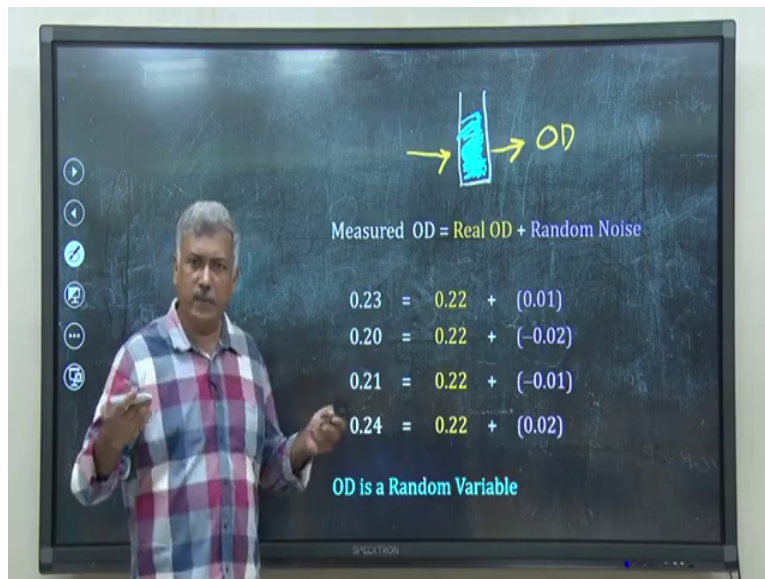 OD
Measured OD = Real OD + Random Noise
0.23 = 0.22 + (0.01)
0.20 = 0.22 + (−0.02)
0.21 = 0.22 + (−0.01)
0.24 = 0.22 + (0.02)
OD is a Random Variable
SPECKTRON